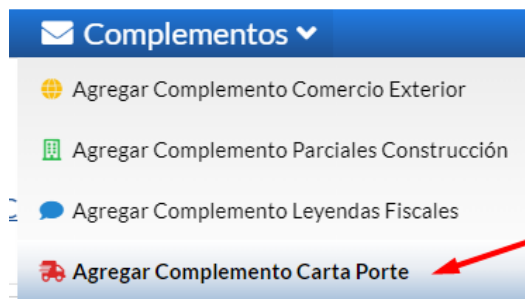 Complementos
Agregar Complemento Comercio Exterior
Agregar Complemento Parciales Construcción
Agregar Complemento Leyendas Fiscales
Agregar Complemento Carta Porte